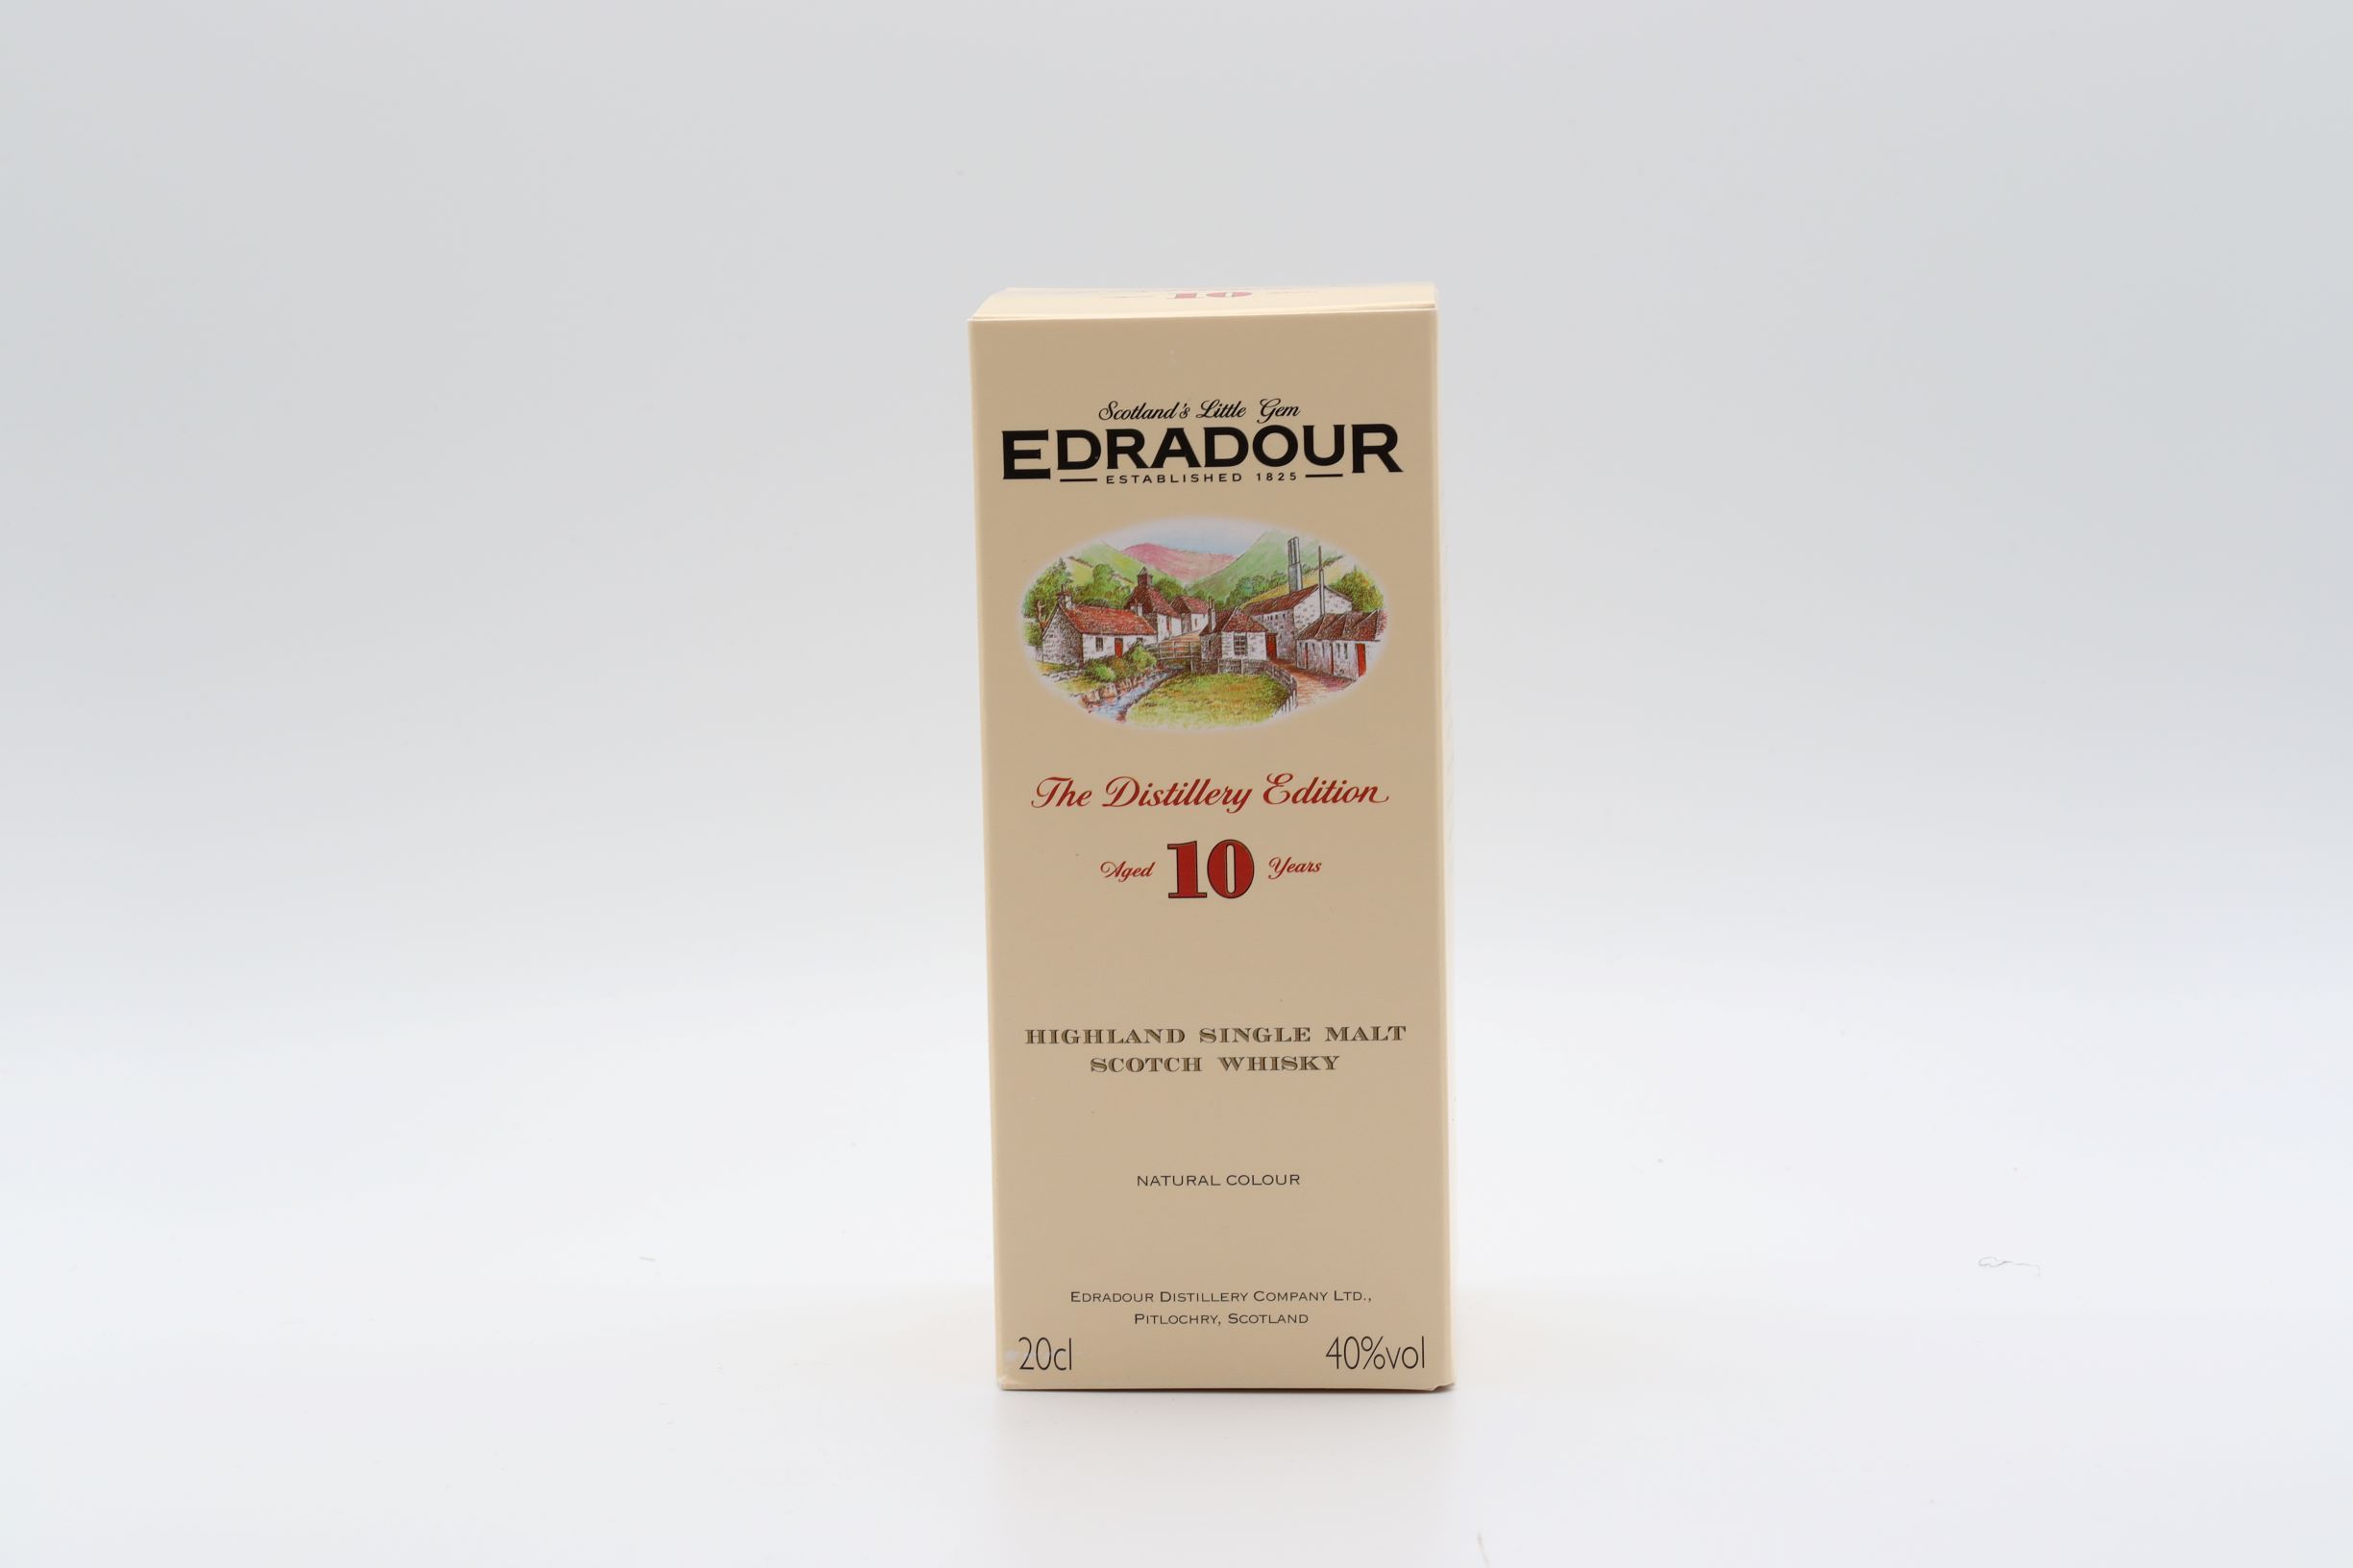 10
Scotland's Little Gem
EDRADOUR
ESTABLISHED 1825
The Distillery Edition
Aged 10 Years
HIGHLAND SINGLE MALT
SCOTCH WHISKY
NATURAL COLOUR
EDRADOUR DISTILLERY COMPANY LTD.,
PITLOCHRY, SCOTLAND
20cl 40%vol